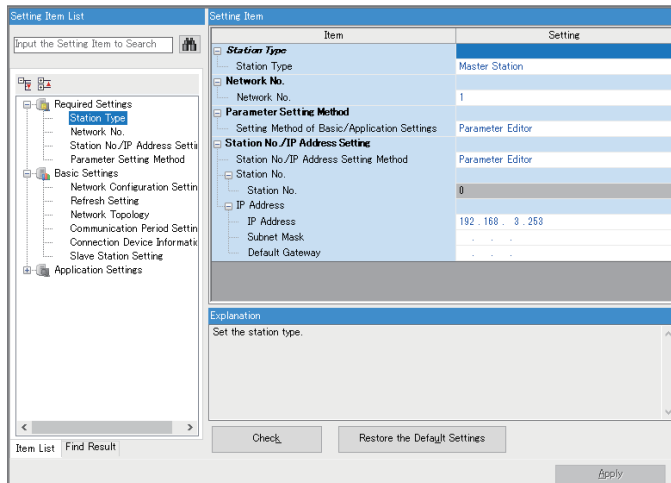 Setting Item List
Input the Setting Item to Search
Required Settings
Station Type
Network No.
Station No./IP Address Setti
Parameter Setting Method
Basic Settings
Network Configuration Settin
Refresh Setting
Network Topology
Communication Period Settin
Connection Device Informatic
Slave Station Setting
Application Settings
Item List Find Result
Setting Item
Item Setting
Station Type
Station Type Master Station
Network No.
Network No. 1
Parameter Setting Method
Setting Method of Basic/Application Settings Parameter Editor
Station No./IP Address Setting
Station No./IP Address Setting Method Parameter Editor
Station No.
Station No. 0
IP Address
IP Address 192 . 168 . 3 . 253
Subnet Mask . . .
Default Gateway . . .
Explanation
Set the station type.
Check Restore the Default Settings
Apply